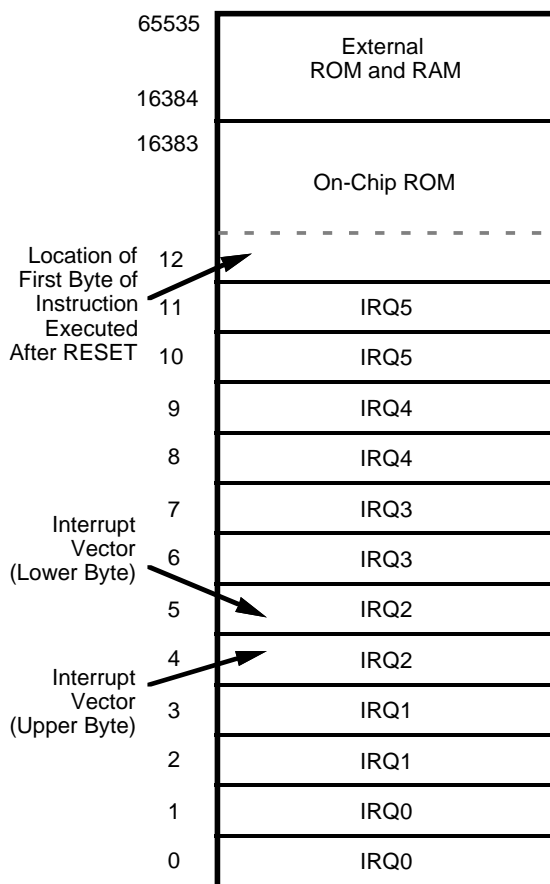 65535
External
ROM and RAM
16384
16383
On-Chip ROM
Location of
First Byte of
Instruction
Executed
After RESET
12
11 IRQ5
10 IRQ5
9 IRQ4
8 IRQ4
7 IRQ3
Interrupt
Vector
(Lower Byte)
6 IRQ3
5 IRQ2
4 IRQ2
Interrupt
Vector
(Upper Byte)
3 IRQ1
2 IRQ1
1 IRQ0
0 IRQ0